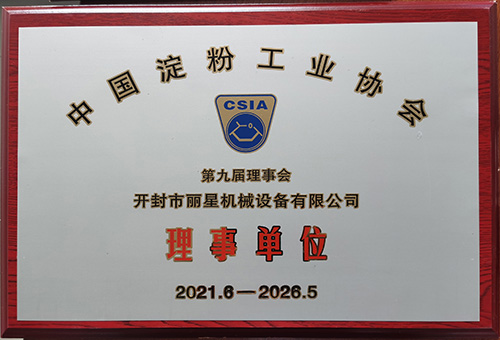 中国淀粉工业协会
CSIA
第九届理事会
开封市丽星机械设备有限公司
理事单位
2021.6—2026.5